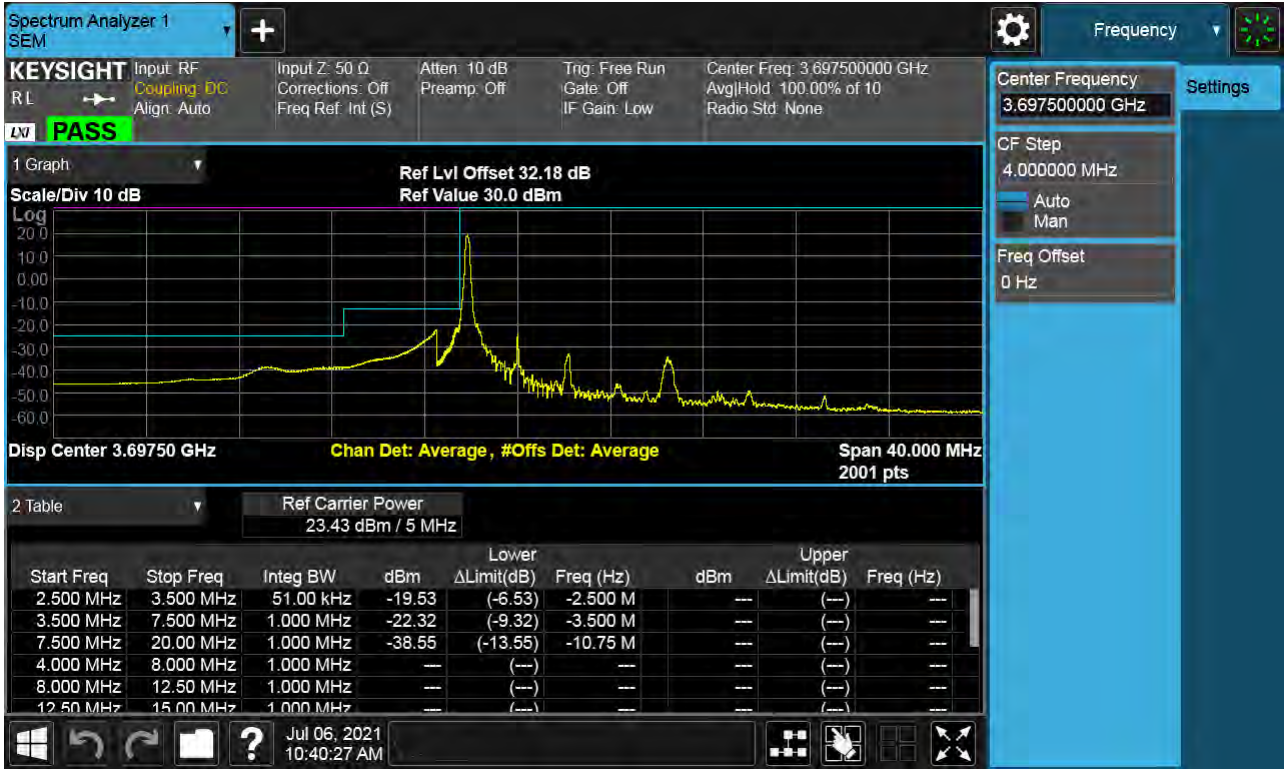 Spectrum Analyzer 1
SEM
Frequency
KEYSIGHT
RL
LXI
PASS
Input: RF
Coupling: DC
Align: Auto
Input Z: 50 Ω
Corrections: Off
Freq Ref: Int (S)
Atten: 10 dB
Preamp: Off
Trig: Free Run
Gate: Off
IF Gain: Low
Center Freq: 3.697500000 GHz
Avg|Hold: 100.00% of 10
Radio Std: None
Center Frequency
3.697500000 GHz
Settings
CF Step
4.000000 MHz
Auto
Man
Freq Offset
0 Hz
1 Graph
Scale/Div 10 dB
Ref Lvl Offset 32.18 dB
Ref Value 30.0 dBm
Log
20.0
10.0
0.00
-10.0
-20.0
-30.0
-40.0
-50.0
-60.0
Disp Center 3.69750 GHz
Chan Det: Average, #Offs Det: Average
Span 40.000 MHz
2001 pts
2 Table
Ref Carrier Power
23.43 dBm / 5 MHz
Lower Upper
Start Freq Stop Freq Integ BW dBm ΔLimit(dB) Freq (Hz) dBm ΔLimit(dB) Freq (Hz)
2.500 MHz 3.500 MHz 51.00 kHz -19.53 (-6.53) -2.500 M --- (---) ---
3.500 MHz 7.500 MHz 1.000 MHz -22.32 (-9.32) -3.500 M --- (---) ---
7.500 MHz 20.00 MHz 1.000 MHz -38.55 (-13.55) -10.75 M --- (---) ---
4.000 MHz 8.000 MHz 1.000 MHz --- (---) --- --- (---) ---
8.000 MHz 12.50 MHz 1.000 MHz --- (---) --- --- (---) ---
12.50 MHz 15.00 MHz 1.000 MHz --- (---) --- --- (---) ---
?
Jul 06, 2021
10:40:27 AM